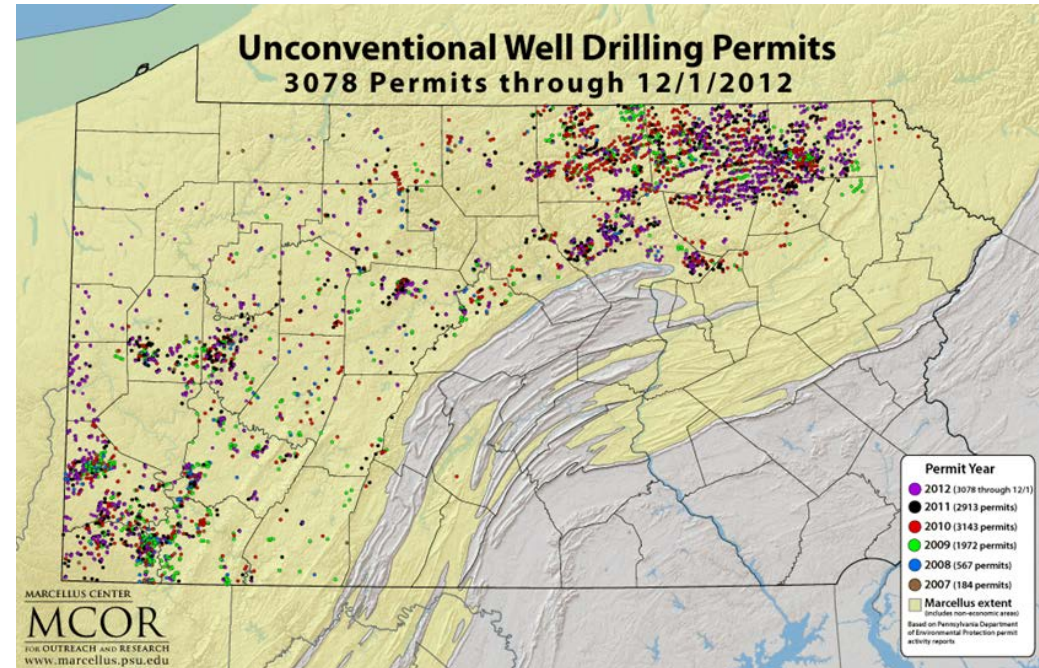 Unconventional Well Drilling Permits
3078 Permits through 12/1/2012
Permit Year
2012 (3078 through 12/1)
2011 (2913 permits)
2010 (3143 permits)
2009 (1972 permits)
2008 (567 permits)
2007 (184 permits)
Marcellus extent
(includes non-economic areas)
Based on Pennsylvania Department
of Environmental Protection permit
activity reports
MARCELLUS CENTER
MCOR
FOR OUTREACH AND RESEARCH
www.marcellus.psu.edu